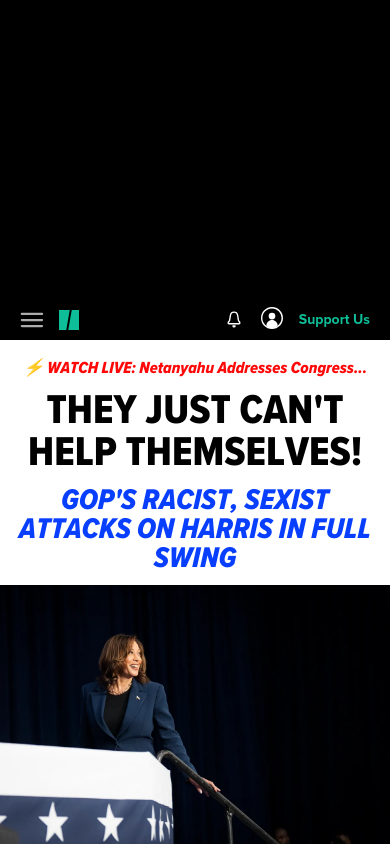 Support Us
⚡ WATCH LIVE: Netanyahu Addresses Congress...
THEY JUST CAN'T
HELP THEMSELVES!
GOP'S RACIST, SEXIST
ATTACKS ON HARRIS IN FULL
SWING